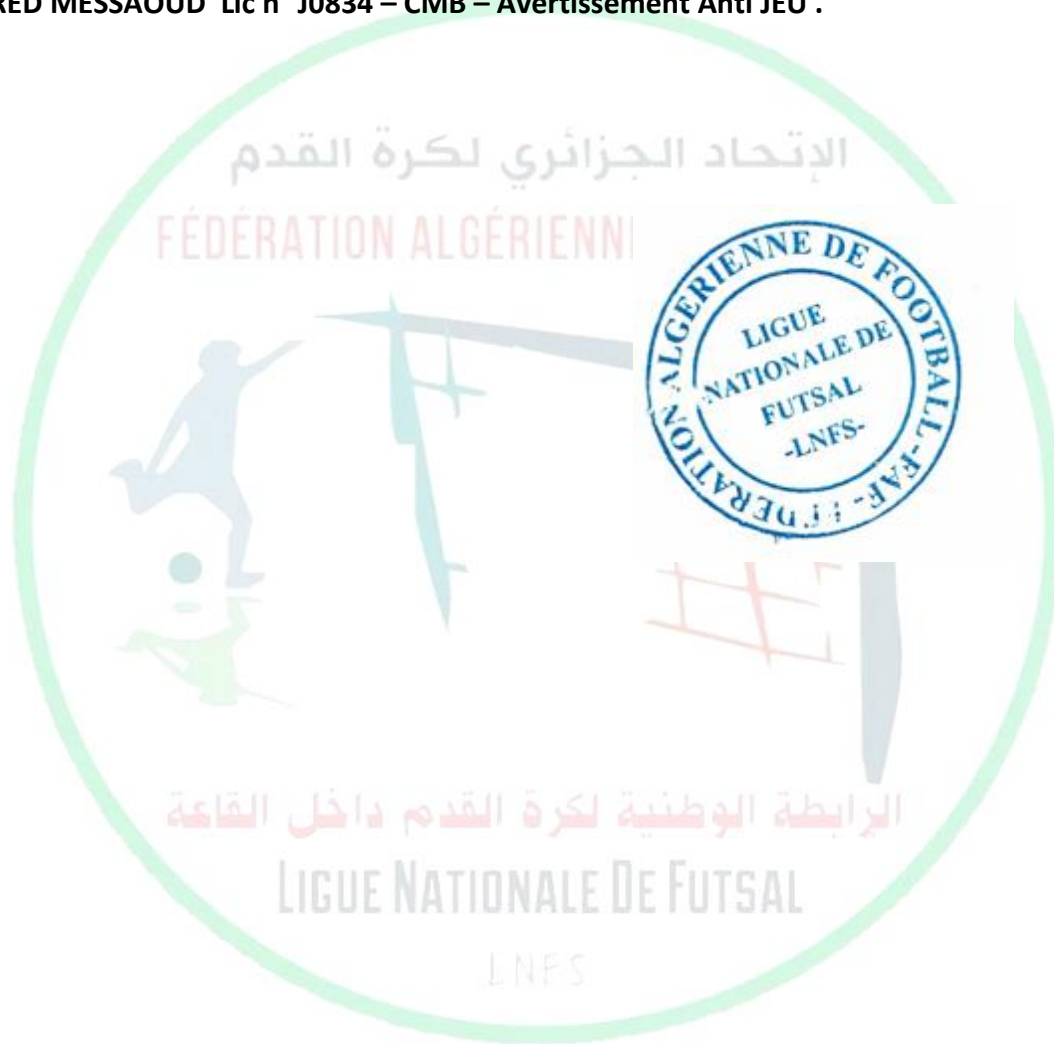 RED MESSAOUD Lic n° J0834 – CMB – Avertissement Anti JEU .
الإتحاد الجزائري لكرة القدم
FÉDÉRATION ALGÉRIENN
ALGERIENNE DE FOOTBALL-FAF-
LIGUE
NATIONALE DE
FUTSAL
-LNFS-
الرابطة الوطنية لكرة القدم داخل القاعة
LIGUE NATIONALE DE FUTSAL
LNFS